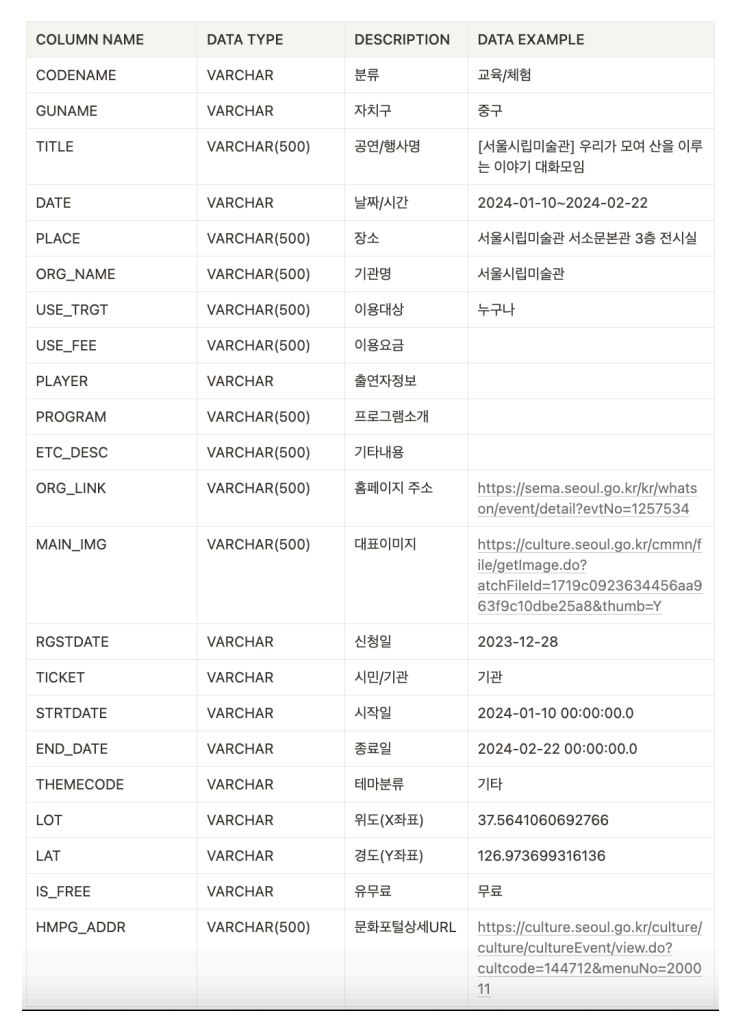 COLUMN NAME DATA TYPE DESCRIPTION DATA EXAMPLE
CODENAME VARCHAR 분류 교육/체험
GUNAME VARCHAR 자치구 중구
TITLE VARCHAR(500) 공연/행사명 [서울시립미술관] 우리가 모여 산을 이루
는 이야기 대화모임
DATE VARCHAR 날짜/시간 2024-01-10~2024-02-22
PLACE VARCHAR(500) 장소 서울시립미술관 서소문본관 3층 전시실
ORG_NAME VARCHAR(500) 기관명 서울시립미술관
USE_TRGT VARCHAR(500) 이용대상 누구나
USE_FEE VARCHAR(500) 이용요금
PLAYER VARCHAR 출연자정보
PROGRAM VARCHAR(500) 프로그램소개
ETC_DESC VARCHAR(500) 기타내용
ORG_LINK VARCHAR(500) 홈페이지 주소 https://sema.seoul.go.kr/kr/whats
on/event/detail?evtNo=1257534
MAIN_IMG VARCHAR(500) 대표이미지 https://culture.seoul.go.kr/cmmn/f
ile/getImage.do?
atchFileId=1719c0923634456aa9
63f9c10dbe25a8&thumb=Y
RGSTDATE VARCHAR 신청일 2023-12-28
TICKET VARCHAR 시민/기관 기관
STRTDATE VARCHAR 시작일 2024-01-10 00:00:00.0
END_DATE VARCHAR 종료일 2024-02-22 00:00:00.0
THEMECODE VARCHAR 테마분류 기타
LOT VARCHAR 위도(X좌표) 37.5641060692766
LAT VARCHAR 경도(Y좌표) 126.973699316136
IS_FREE VARCHAR 유무료 무료
HMPG_ADDR VARCHAR(500) 문화포털상세URL https://culture.seoul.go.kr/culture/
culture/cultureEvent/view.do?
cultcode=144712&menuNo=2000
11